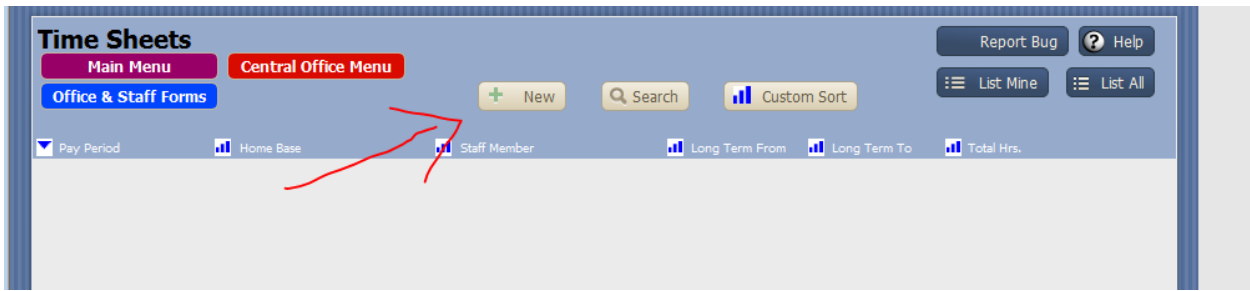 Time Sheets
Report Bug
? Help
Main Menu
Central Office Menu
List Mine
List All
Office & Staff Forms
+ New
Search
Custom Sort
Pay Period
Home Base
Staff Member
Long Term From
Long Term To
Total Hrs.